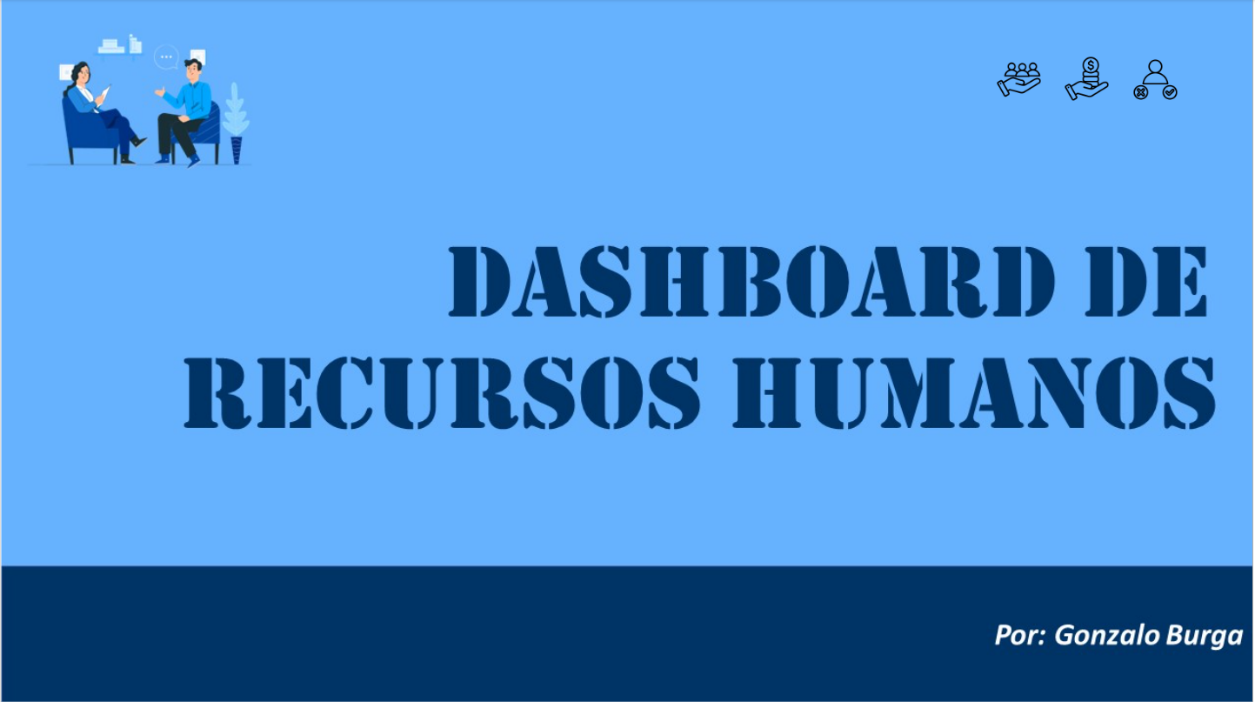 DASHBOARD DE
RECURSOS HUMANOS
Por: Gonzalo Burga